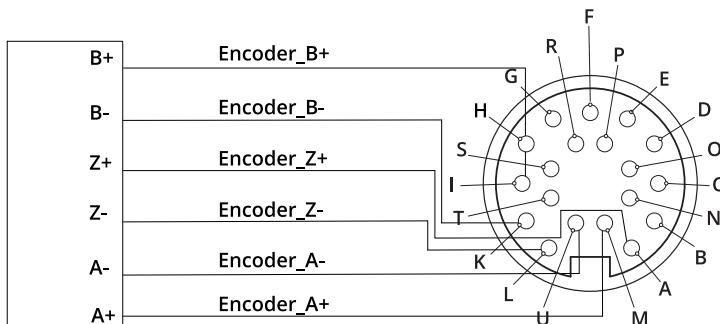 F
R
P
B+
Encoder_B+
G
E
H
D
B-
Encoder_B-
S
O
Z+
Encoder_Z+
I
C
T
N
Z-
Encoder_Z-
K
B
A-
Encoder_A-
L
A
A+
Encoder_A+
U
M